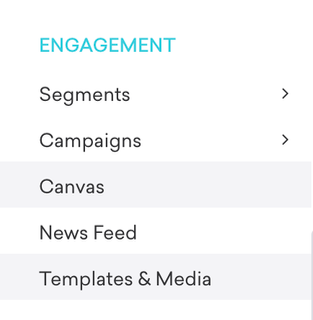 ENGAGEMENT
Segments
Campaigns
Canvas
News Feed
Templates & Media